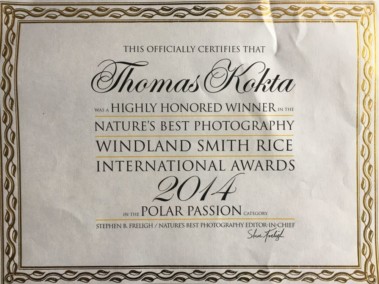 THIS OFFICIALLY CERTIFIES THAT
Thomas Kokta
WAS A HIGHLY HONORED WINNER IN THE
NATURE'S BEST PHOTOGRAPHY
WINDLAND SMITH RICE
INTERNATIONAL AWARDS
2014
IN THE POLAR PASSION CATEGORY
STEPHEN B. FRELIGH / NATURE'S BEST PHOTOGRAPHY EDITOR-IN-CHIEF